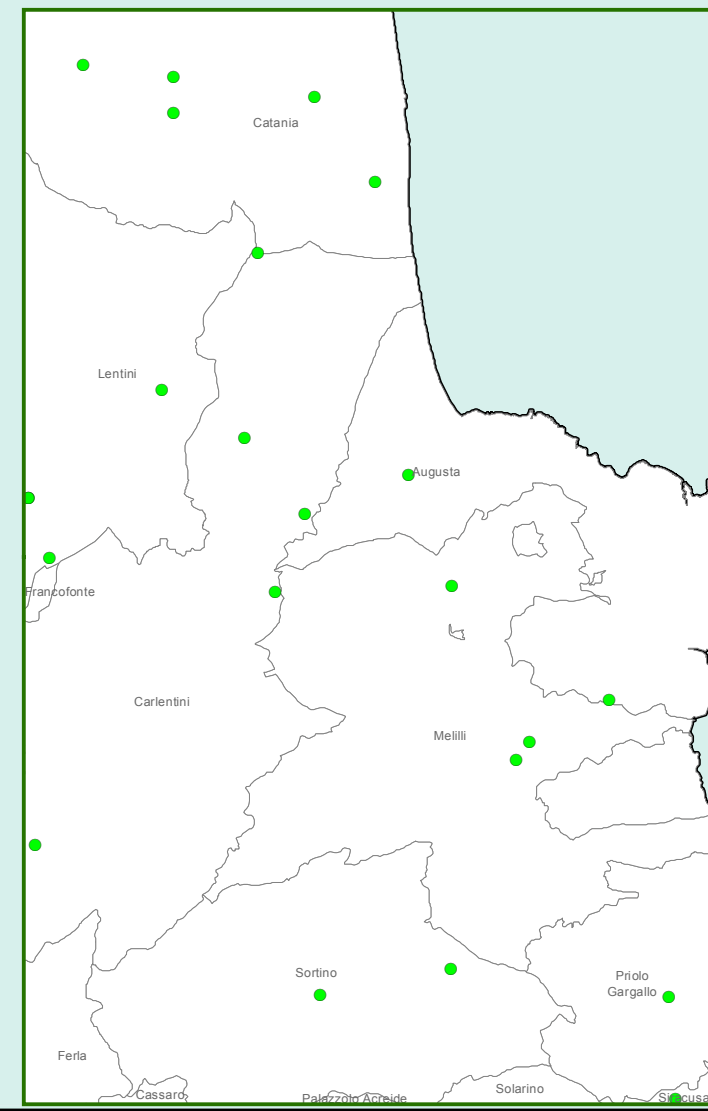 Catania
Lentini
Augusta
Francofonte
Carlentini
Melilli
Sortino
Priolo
Gargallo
Ferla
Solarino
Cassaro
Palazzolo Acreide
Siracusa